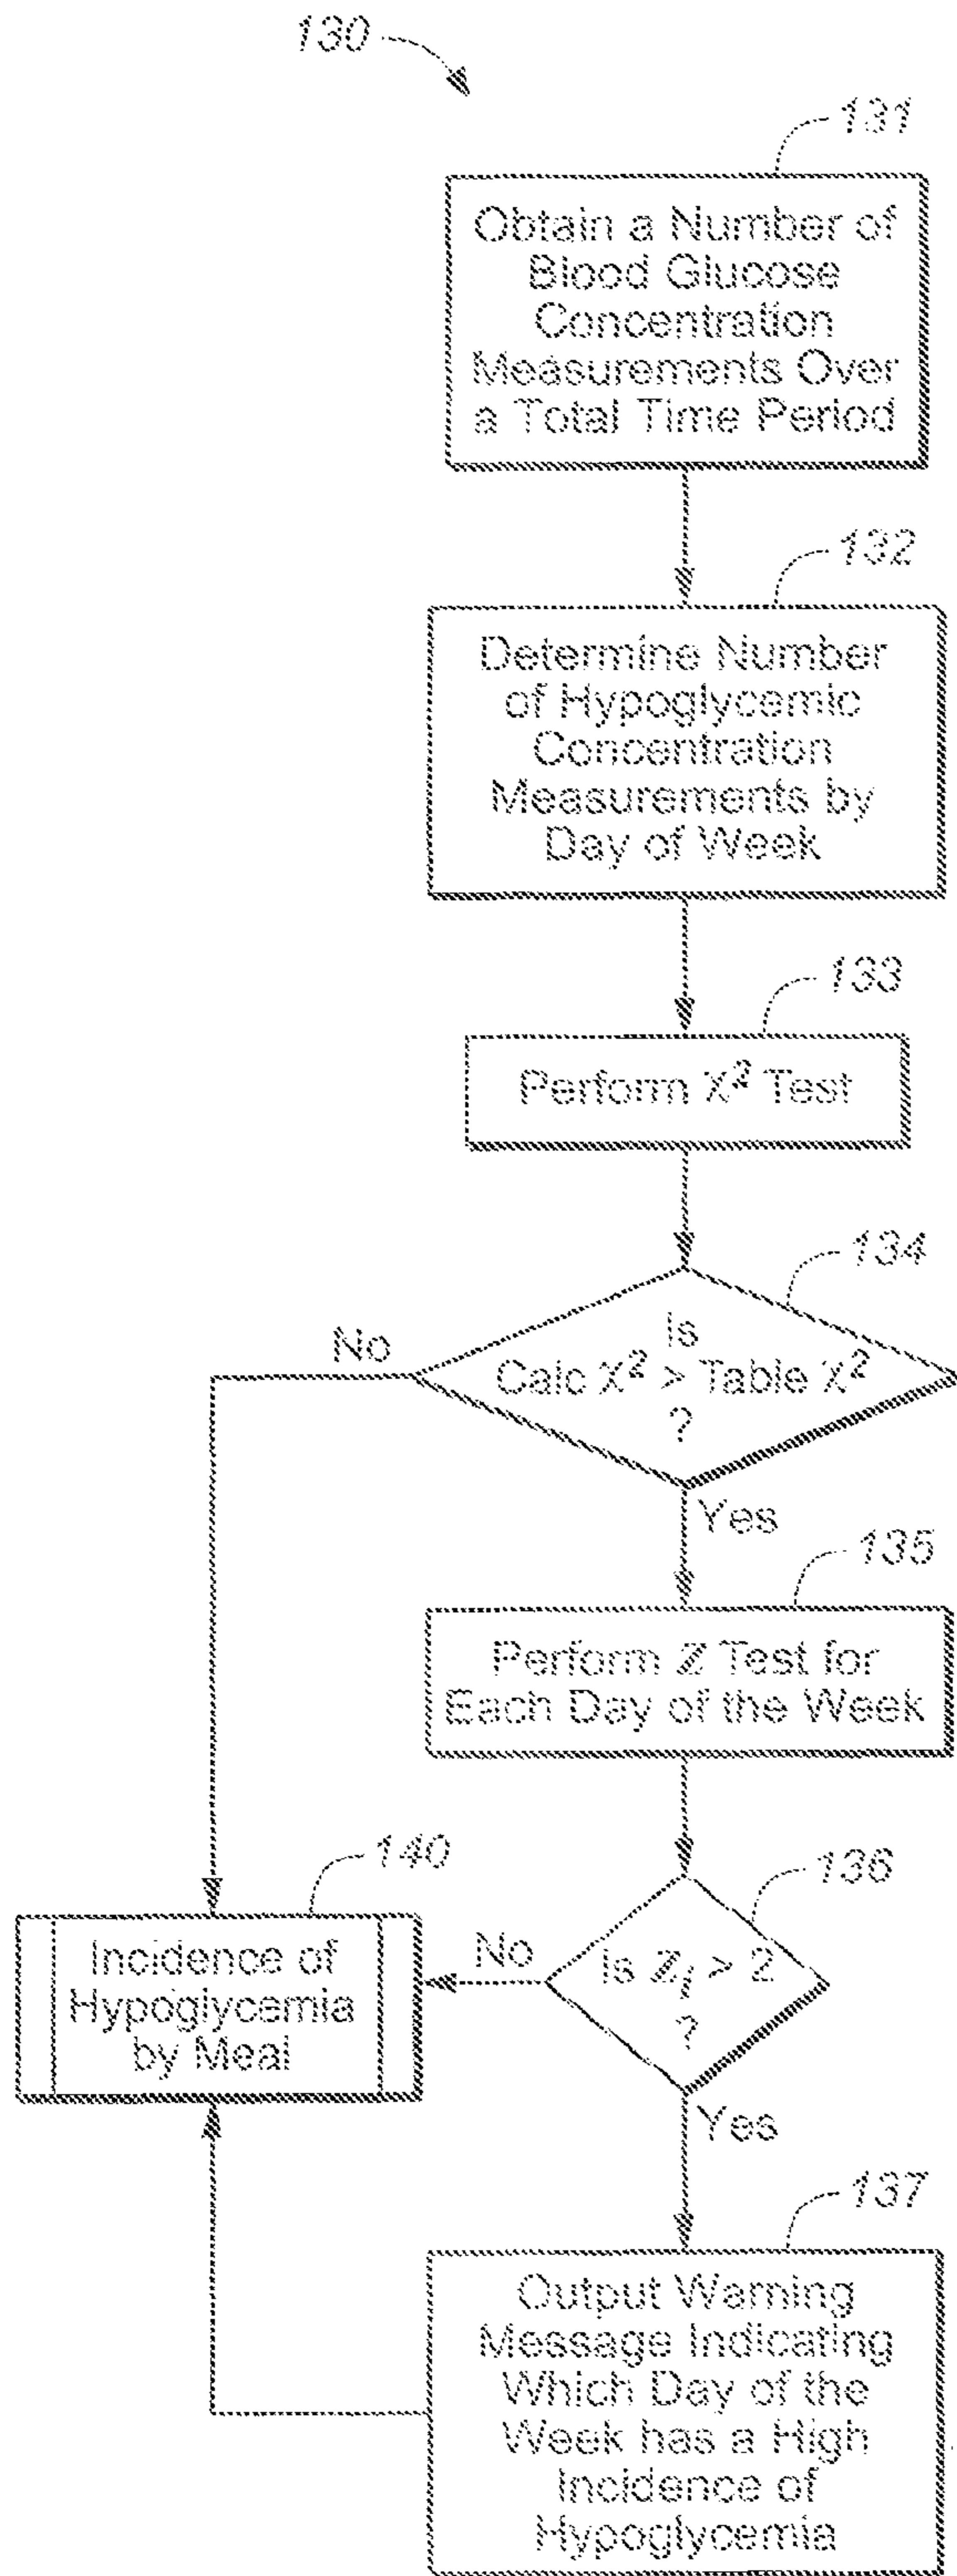 130
131
Obtain a Number of
Blood Glucose
Concentration
Measurements Over
a Total Time Period
132
Determine Number
of Hypoglycemic
Concentration
Measurements by
Day of Week
133
Perform X² Test
134
Is
Calc X² > Table X²
?
No
Yes
135
Perform Z Test for
Each Day of the Week
136
Is Zi > 2
?
No
Yes
140
Incidence of
Hypoglycemia
by Meal
137
Output Warning
Message Indicating
Which Day of the
Week has a High
Incidence of
Hypoglycemia